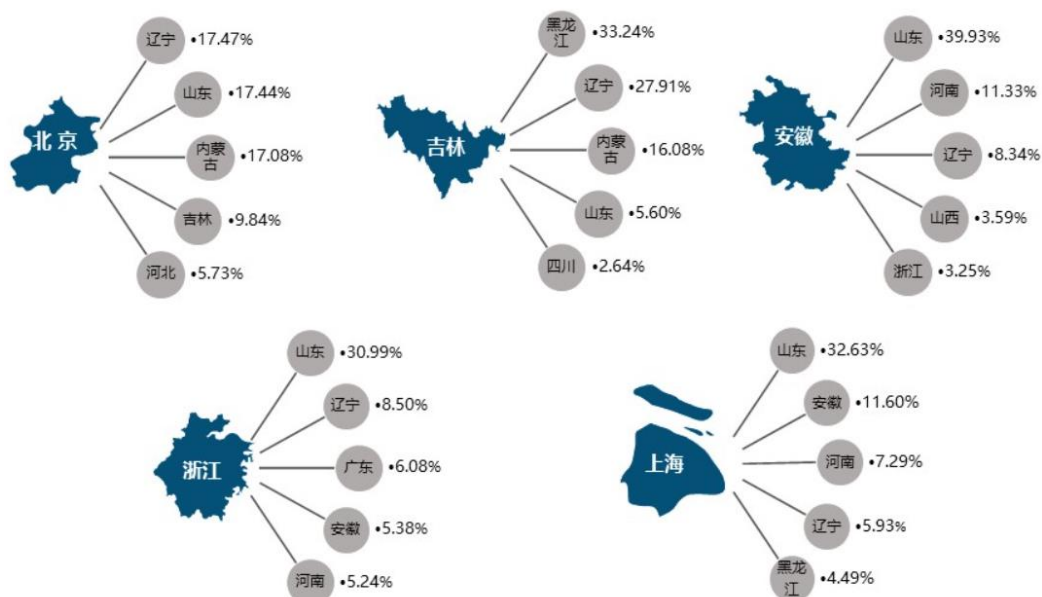 北京
辽宁 •17.47%
山东 •17.44%
内蒙
古 •17.08%
吉林 •9.84%
河北 •5.73%
吉林
黑龙
江 •33.24%
辽宁 •27.91%
内蒙
古 •16.08%
山东 •5.60%
四川 •2.64%
安徽
山东 •39.93%
河南 •11.33%
辽宁 •8.34%
山西 •3.59%
浙江 •3.25%
浙江
山东 •30.99%
辽宁 •8.50%
广东 •6.08%
安徽 •5.38%
河南 •5.24%
上海
山东 •32.63%
安徽 •11.60%
河南 •7.29%
辽宁 •5.93%
黑龙
江 •4.49%